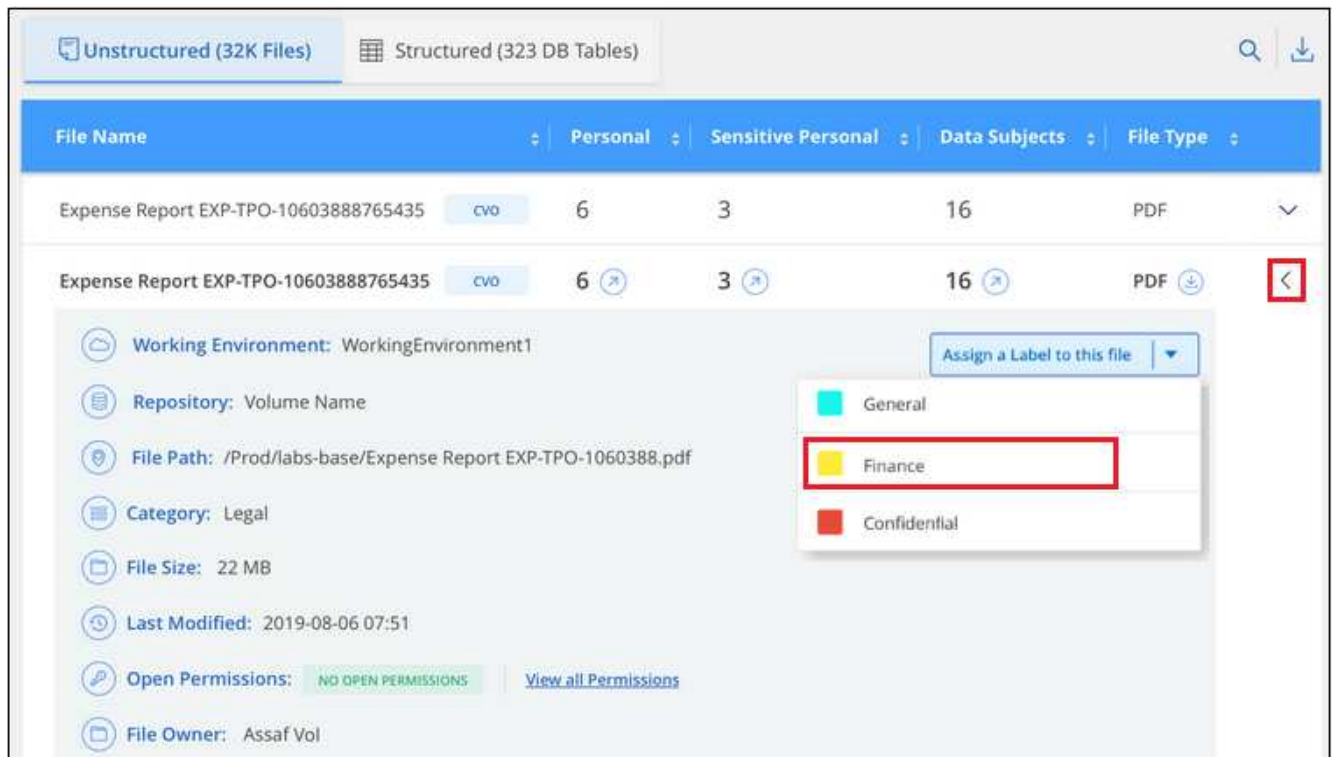 Unstructured (32K Files) Structured (323 DB Tables)
File Name Personal Sensitive Personal Data Subjects File Type
Expense Report EXP-TPO-10603888765435 CVO 6 3 16 PDF
Expense Report EXP-TPO-10603888765435 CVO 6 3 16 PDF
Working Environment: WorkingEnvironment1 Assign a Label to this file
Repository: Volume Name General
File Path: /Prod/labs-base/Expense Report EXP-TPO-1060388.pdf Finance
Category: Legal Confidential
File Size: 22 MB
Last Modified: 2019-08-06 07:51
Open Permissions: NO OPEN PERMISSIONS View all Permissions
File Owner: Assaf Vol